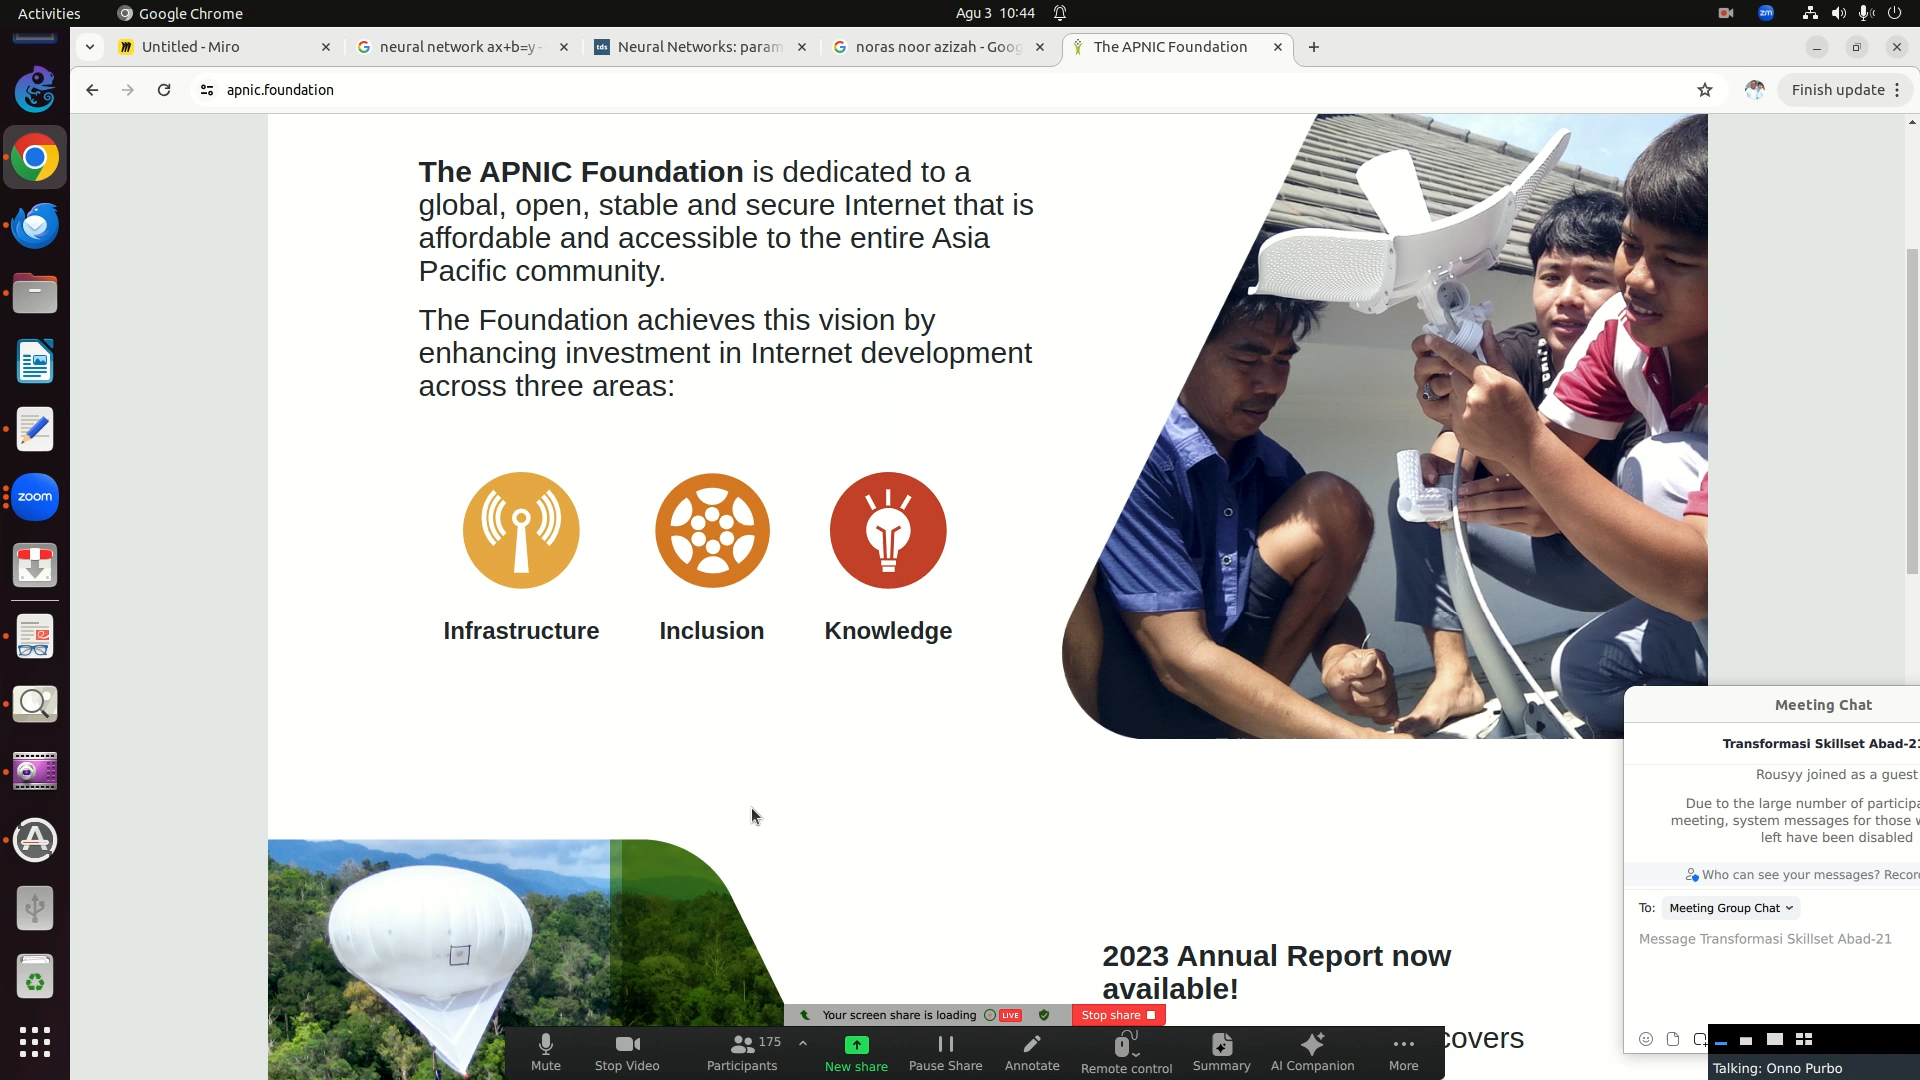 Activities
Google Chrome
Agu 3 10:44
zm
Untitled - Miro
neural network ax+b=y -
tds
Neural Networks: param
noras noor azizah - Goog
The APNIC Foundation
apnic.foundation
Finish update
zoom
The APNIC Foundation is dedicated to a
global, open, stable and secure Internet that is
affordable and accessible to the entire Asia
Pacific community.
The Foundation achieves this vision by
enhancing investment in Internet development
across three areas:
Infrastructure
Inclusion
Knowledge
2023 Annual Report now
available!
covers
Meeting Chat
Transformasi Skillset Abad-21
Rousyy joined as a guest
Due to the large number of participa
meeting, system messages for those w
left have been disabled
Who can see your messages? Recor
To: Meeting Group Chat
Message Transformasi Skillset Abad-21
Your screen share is loading
LIVE
Stop share
Mute
Stop Video
Participants
175
New share
Pause Share
Annotate
Remote control
Summary
AI Companion
More
Talking: Onno Purbo